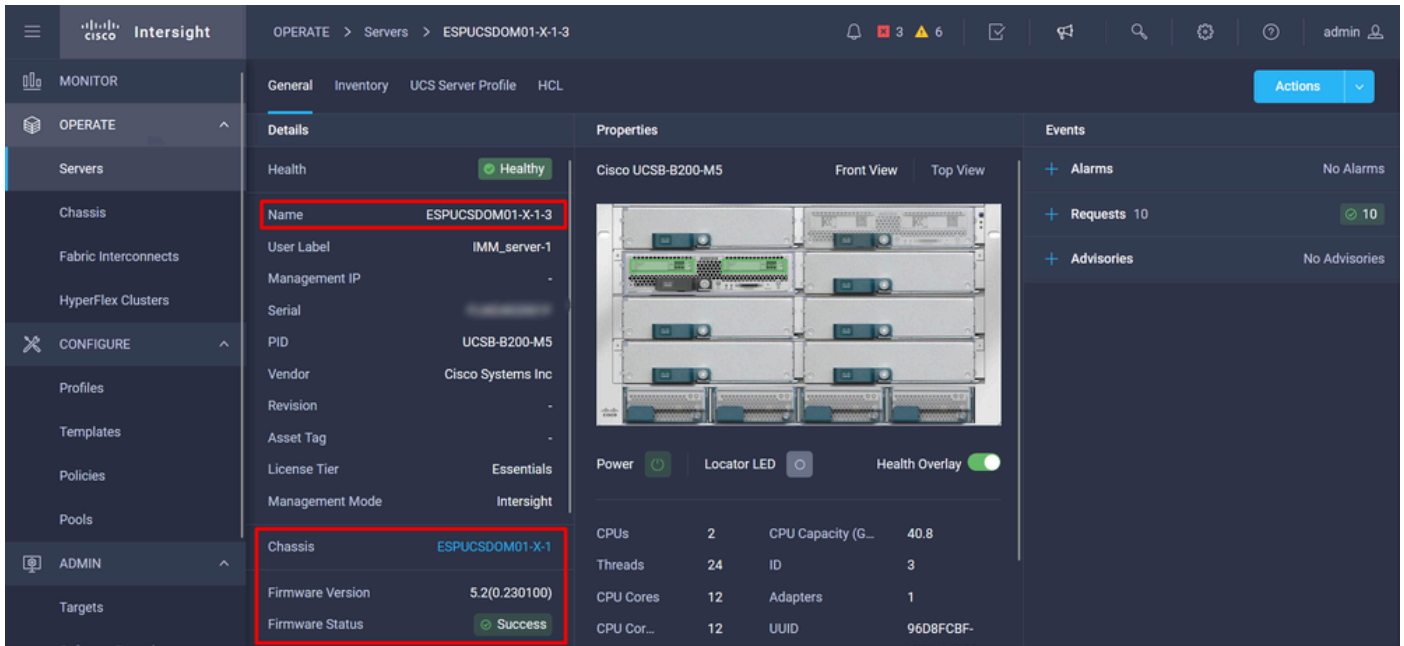 cisco Intersight
OPERATE > Servers > ESPUCSDOM01-X-1-3
3 6
admin
MONITOR
OPERATE
Servers
Chassis
Fabric Interconnects
HyperFlex Clusters
CONFIGURE
Profiles
Templates
Policies
Pools
ADMIN
Targets
General Inventory UCS Server Profile HCL
Actions
Details
Health Healthy
Name ESPUCSDOM01-X-1-3
User Label IMM_server-1
Management IP -
Serial
PID UCSB-B200-M5
Vendor Cisco Systems Inc
Revision -
Asset Tag -
License Tier Essentials
Management Mode Intersight
Chassis ESPUCSDOM01-X-1
Firmware Version 5.2(0.230100)
Firmware Status Success
Properties
Cisco UCSB-B200-M5 Front View Top View
Power Locator LED Health Overlay
CPUs 2 CPU Capacity (G... 40.8
Threads 24 ID 3
CPU Cores 12 Adapters 1
CPU Cor... 12 UUID 96D8FCBF-
Events
Alarms No Alarms
Requests 10 10
Advisories No Advisories